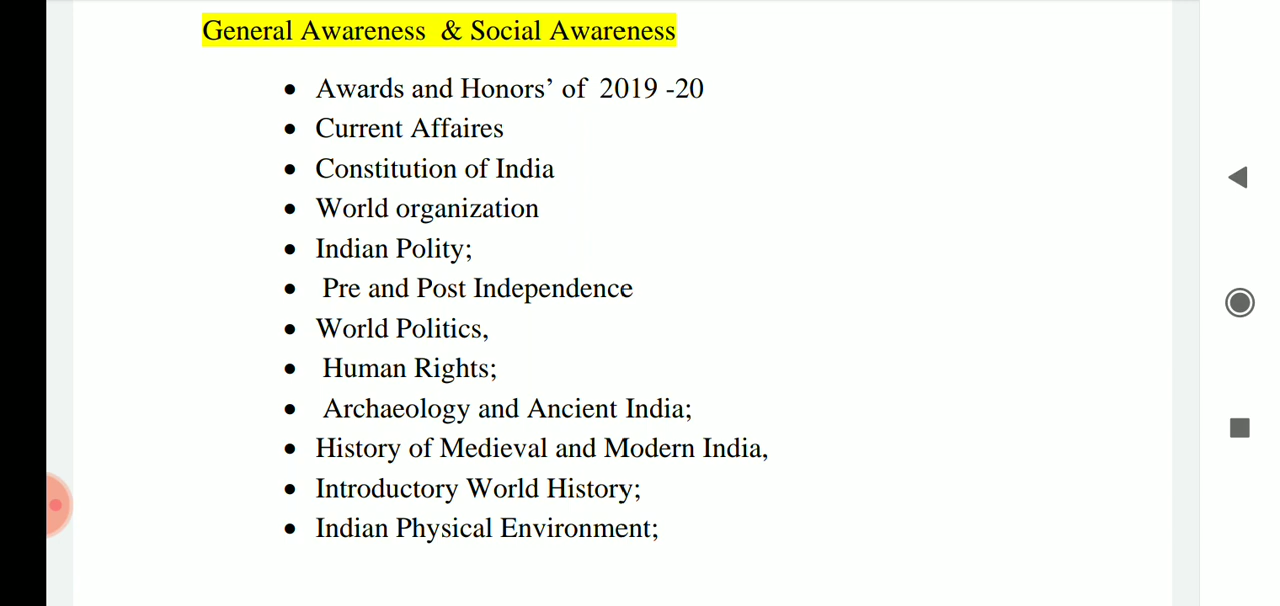 General Awareness & Social Awareness
• Awards and Honors’ of 2019 -20
• Current Affaires
• Constitution of India
• World organization
• Indian Polity;
• Pre and Post Independence
• World Politics,
• Human Rights;
• Archaeology and Ancient India;
• History of Medieval and Modern India,
• Introductory World History;
• Indian Physical Environment;